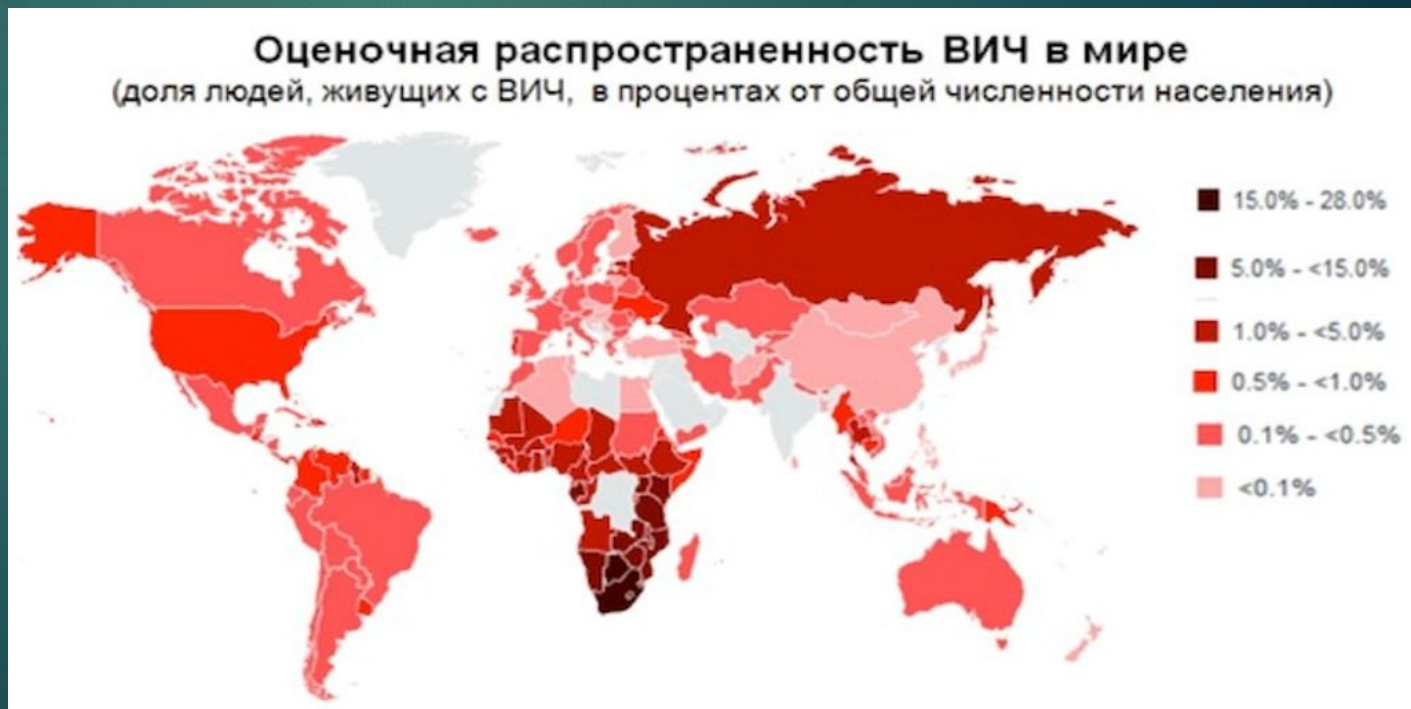 Оценочная распространенность ВИЧ в мире
(доля людей, живущих с ВИЧ, в процентах от общей численности населения)
15.0% - 28.0%
5.0% - <15.0%
1.0% - <5.0%
0.5% - <1.0%
0.1% - <0.5%
<0.1%